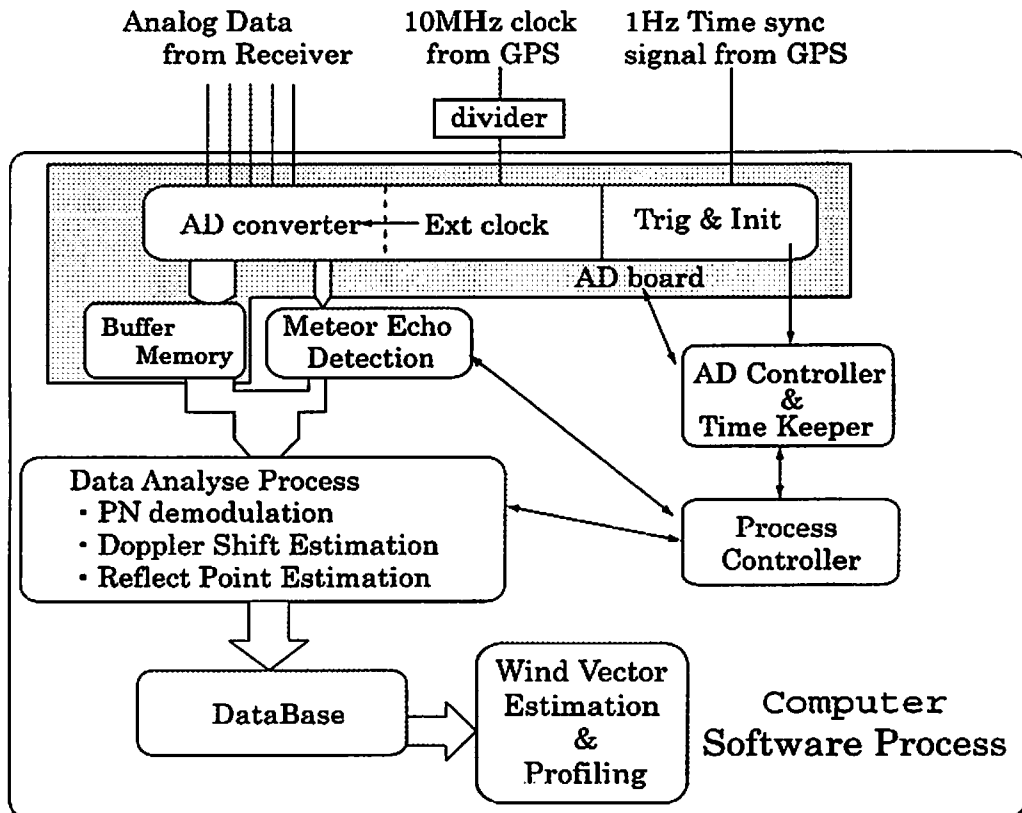 Analog Data
from Receiver
10MHz clock
from GPS
1Hz Time sync
signal from GPS
divider
AD converter
Ext clock
Trig & Init
AD board
Buffer
Memory
Meteor Echo
Detection
AD Controller
&
Time Keeper
Data Analyse Process
· PN demodulation
· Doppler Shift Estimation
· Reflect Point Estimation
Process
Controller
DataBase
Wind Vector
Estimation
&
Profiling
Computer
Software Process